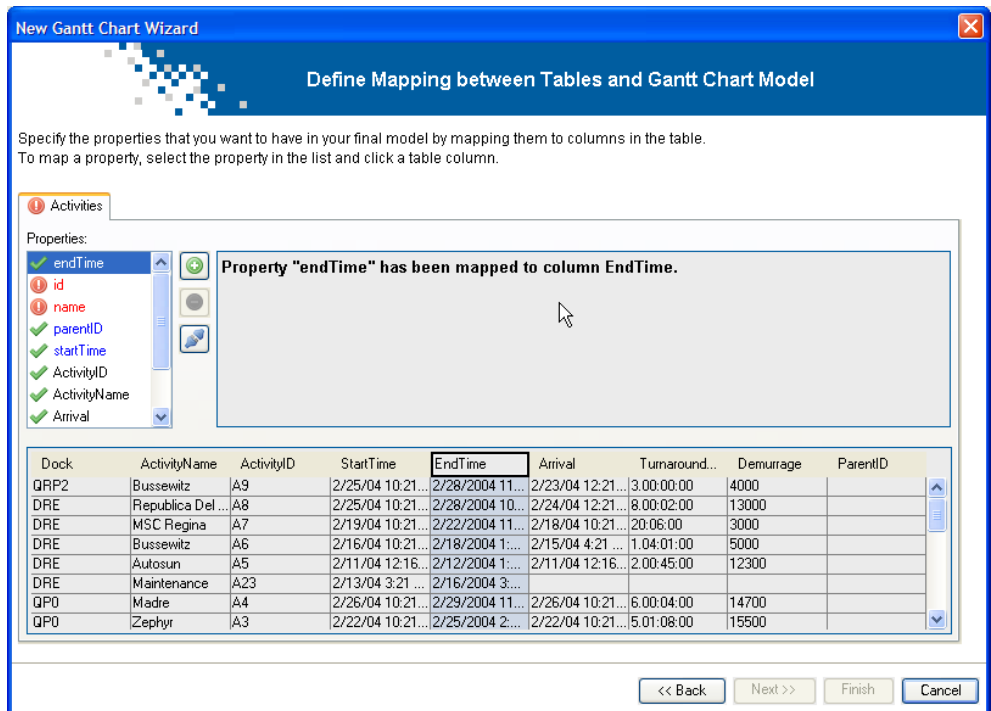 New Gantt Chart Wizard
Define Mapping between Tables and Gantt Chart Model
Specify the properties that you want to have in your final model by mapping them to columns in the table.
To map a property, select the property in the list and click a table column.
Activities
Properties:
endTime
id
name
parentID
startTime
ActivityID
ActivityName
Arrival
Property "endTime" has been mapped to column EndTime.
Dock ActivityName ActivityID StartTime EndTime Arrival Turnaround... Demurrage ParentID
QRP2 Bussewitz A9 2/25/04 10:21... 2/28/2004 11... 2/23/04 12:21... 3.00:00:00 4000
DRE Republica Del ... A8 2/25/04 10:21... 2/28/2004 10... 2/24/04 12:21... 8.00:02:00 13000
DRE MSC Regina A7 2/19/04 10:21... 2/22/2004 11... 2/18/04 10:21... 20:06:00 3000
DRE Bussewitz A6 2/16/04 10:21... 2/18/2004 1:... 2/15/04 4:21 ... 1.04:01:00 5000
DRE Autosun A5 2/11/04 12:16... 2/12/2004 1:... 2/11/04 12:16... 2.00:45:00 12300
DRE Maintenance A23 2/13/04 3:21 ... 2/16/2004 3:...
QP0 Madre A4 2/26/04 10:21... 2/29/2004 11... 2/26/04 10:21... 6.00:04:00 14700
QP0 Zephyr A3 2/22/04 10:21... 2/25/2004 2:... 2/22/04 10:21... 5.01:08:00 15500
<< Back Next >> Finish Cancel